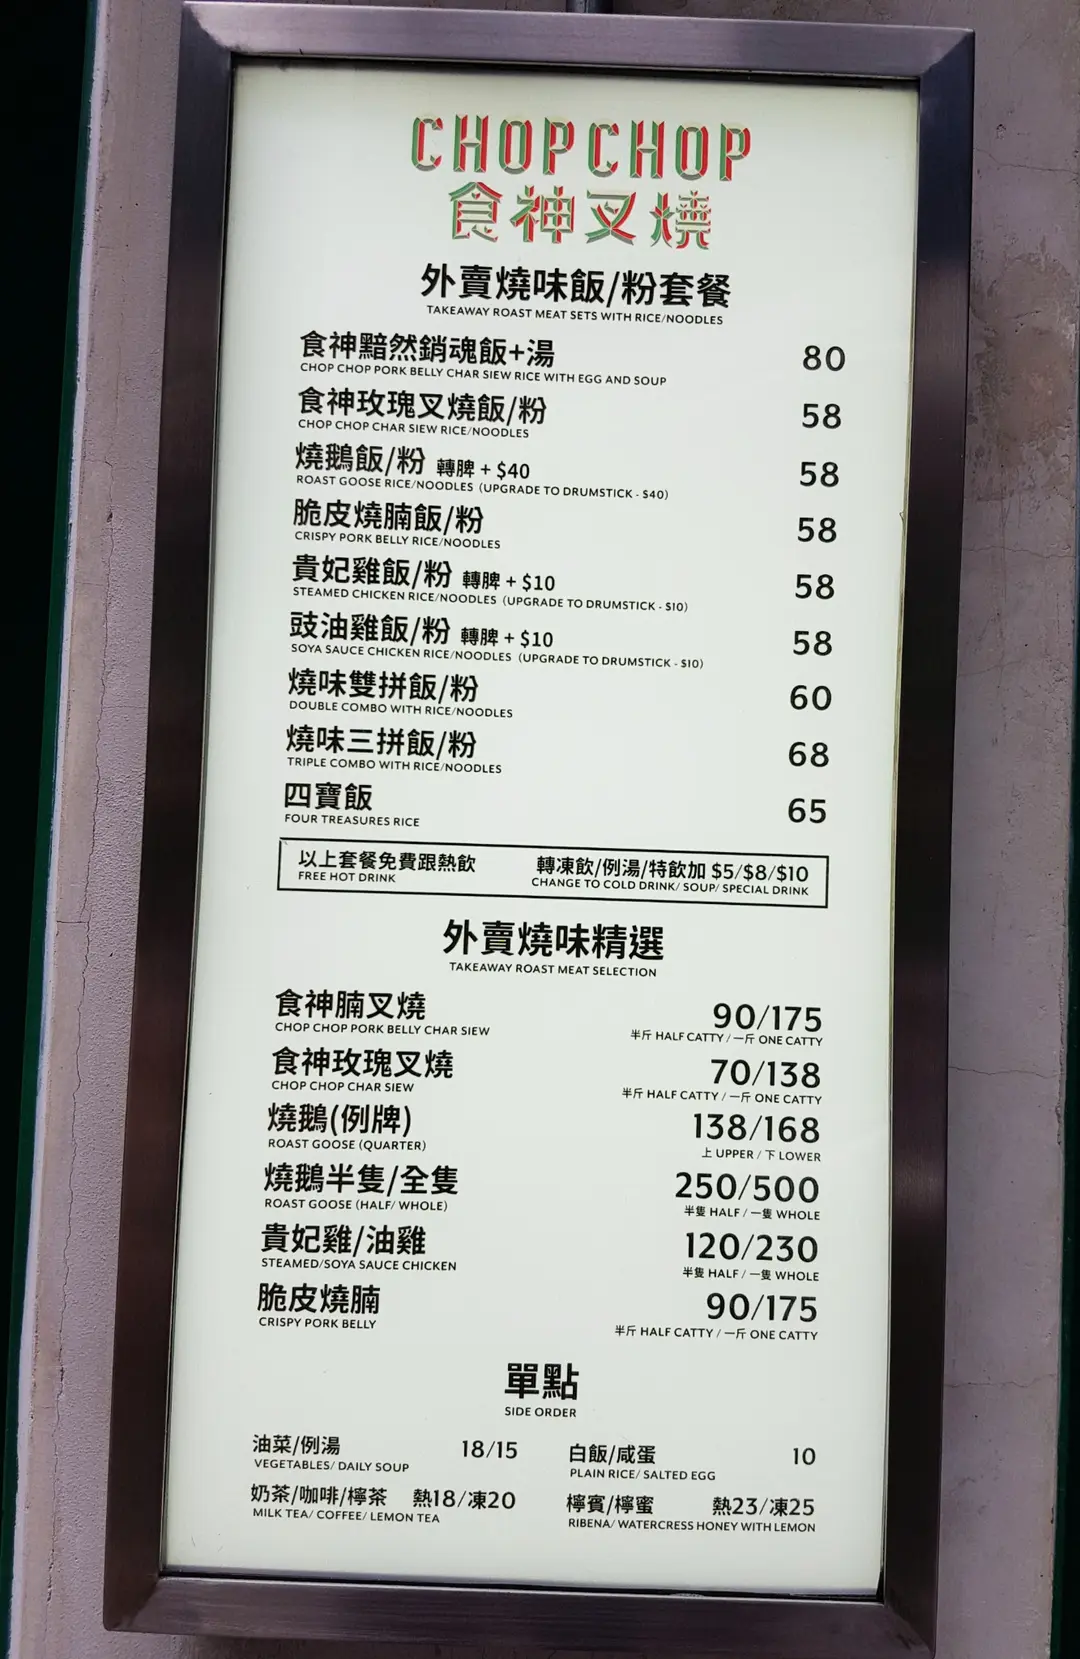 CHOP CHOP
食神叉燒
外賣燒味飯/粉套餐
TAKEAWAY ROAST MEAT SETS WITH RICE/NOODLES
食神黯然銷魂飯+湯 80
CHOP CHOP PORK BELLY CHAR SIEW RICE WITH EGG AND SOUP
食神玫瑰叉燒飯/粉 58
CHOP CHOP CHAR SIEW RICE/NOODLES
燒鵝飯/粉 轉脾 + $40 58
ROAST GOOSE RICE/NOODLES (UPGRADE TO DRUMSTICK - $40)
脆皮燒腩飯/粉 58
CRISPY PORK BELLY RICE/NOODLES
貴妃雞飯/粉 轉脾 + $10 58
STEAMED CHICKEN RICE/NOODLES (UPGRADE TO DRUMSTICK - $10)
豉油雞飯/粉 轉脾 + $10 58
SOYA SAUCE CHICKEN RICE/NOODLES (UPGRADE TO DRUMSTICK - $10)
燒味雙拼飯/粉 60
DOUBLE COMBO WITH RICE/NOODLES
燒味三拼飯/粉 68
TRIPLE COMBO WITH RICE/NOODLES
四寶飯 65
FOUR TREASURES RICE
以上套餐免費跟熱飲 轉凍飲/例湯/特飲加 $5/$8/$10
FREE HOT DRINK CHANGE TO COLD DRINK/ SOUP/ SPECIAL DRINK
外賣燒味精選
TAKEAWAY ROAST MEAT SELECTION
食神腩叉燒 90/175
CHOP CHOP PORK BELLY CHAR SIEW 半斤 HALF CATTY / 一斤 ONE CATTY
食神玫瑰叉燒 70/138
CHOP CHOP CHAR SIEW 半斤 HALF CATTY / 一斤 ONE CATTY
燒鵝(例牌) 138/168
ROAST GOOSE (QUARTER) 上 UPPER / 下 LOWER
燒鵝半隻/全隻 250/500
ROAST GOOSE (HALF/ WHOLE) 半隻 HALF / 一隻 WHOLE
貴妃雞/油雞 120/230
STEAMED/SOYA SAUCE CHICKEN 半隻 HALF / 一隻 WHOLE
脆皮燒腩 90/175
CRISPY PORK BELLY 半斤 HALF CATTY / 一斤 ONE CATTY
單點
SIDE ORDER
油菜/例湯 18/15 白飯/咸蛋 10
VEGETABLES/ DAILY SOUP PLAIN RICE/ SALTED EGG
奶茶/咖啡/檸茶 熱18/凍20 檸賓/檸蜜 熱23/凍25
MILK TEA/ COFFEE/ LEMON TEA RIBENA/ WATERCRESS HONEY WITH LEMON